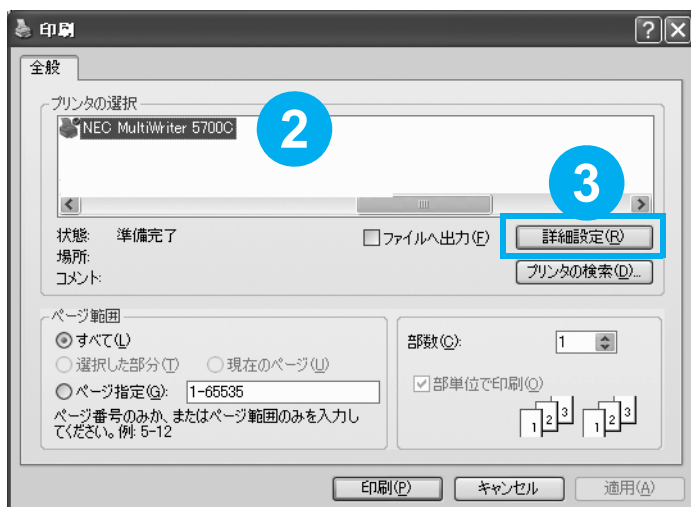 印刷
?
全般
プリンタの選択
NEC MultiWriter 5700C
2
3
状態: 準備完了
ファイルへ出力(F)
詳細設定(R)
場所:
コメント:
プリンタの検索(D)...
ページ範囲
すべて(L)
選択した部分(T) 現在のページ(U)
ページ指定(G): 1-65535
ページ番号のみか、またはページ範囲のみを入力し
てください。例: 5-12
部数(C): 1
部単位で印刷(O)
1 2 3 1 2 3
印刷(P) キャンセル 適用(A)